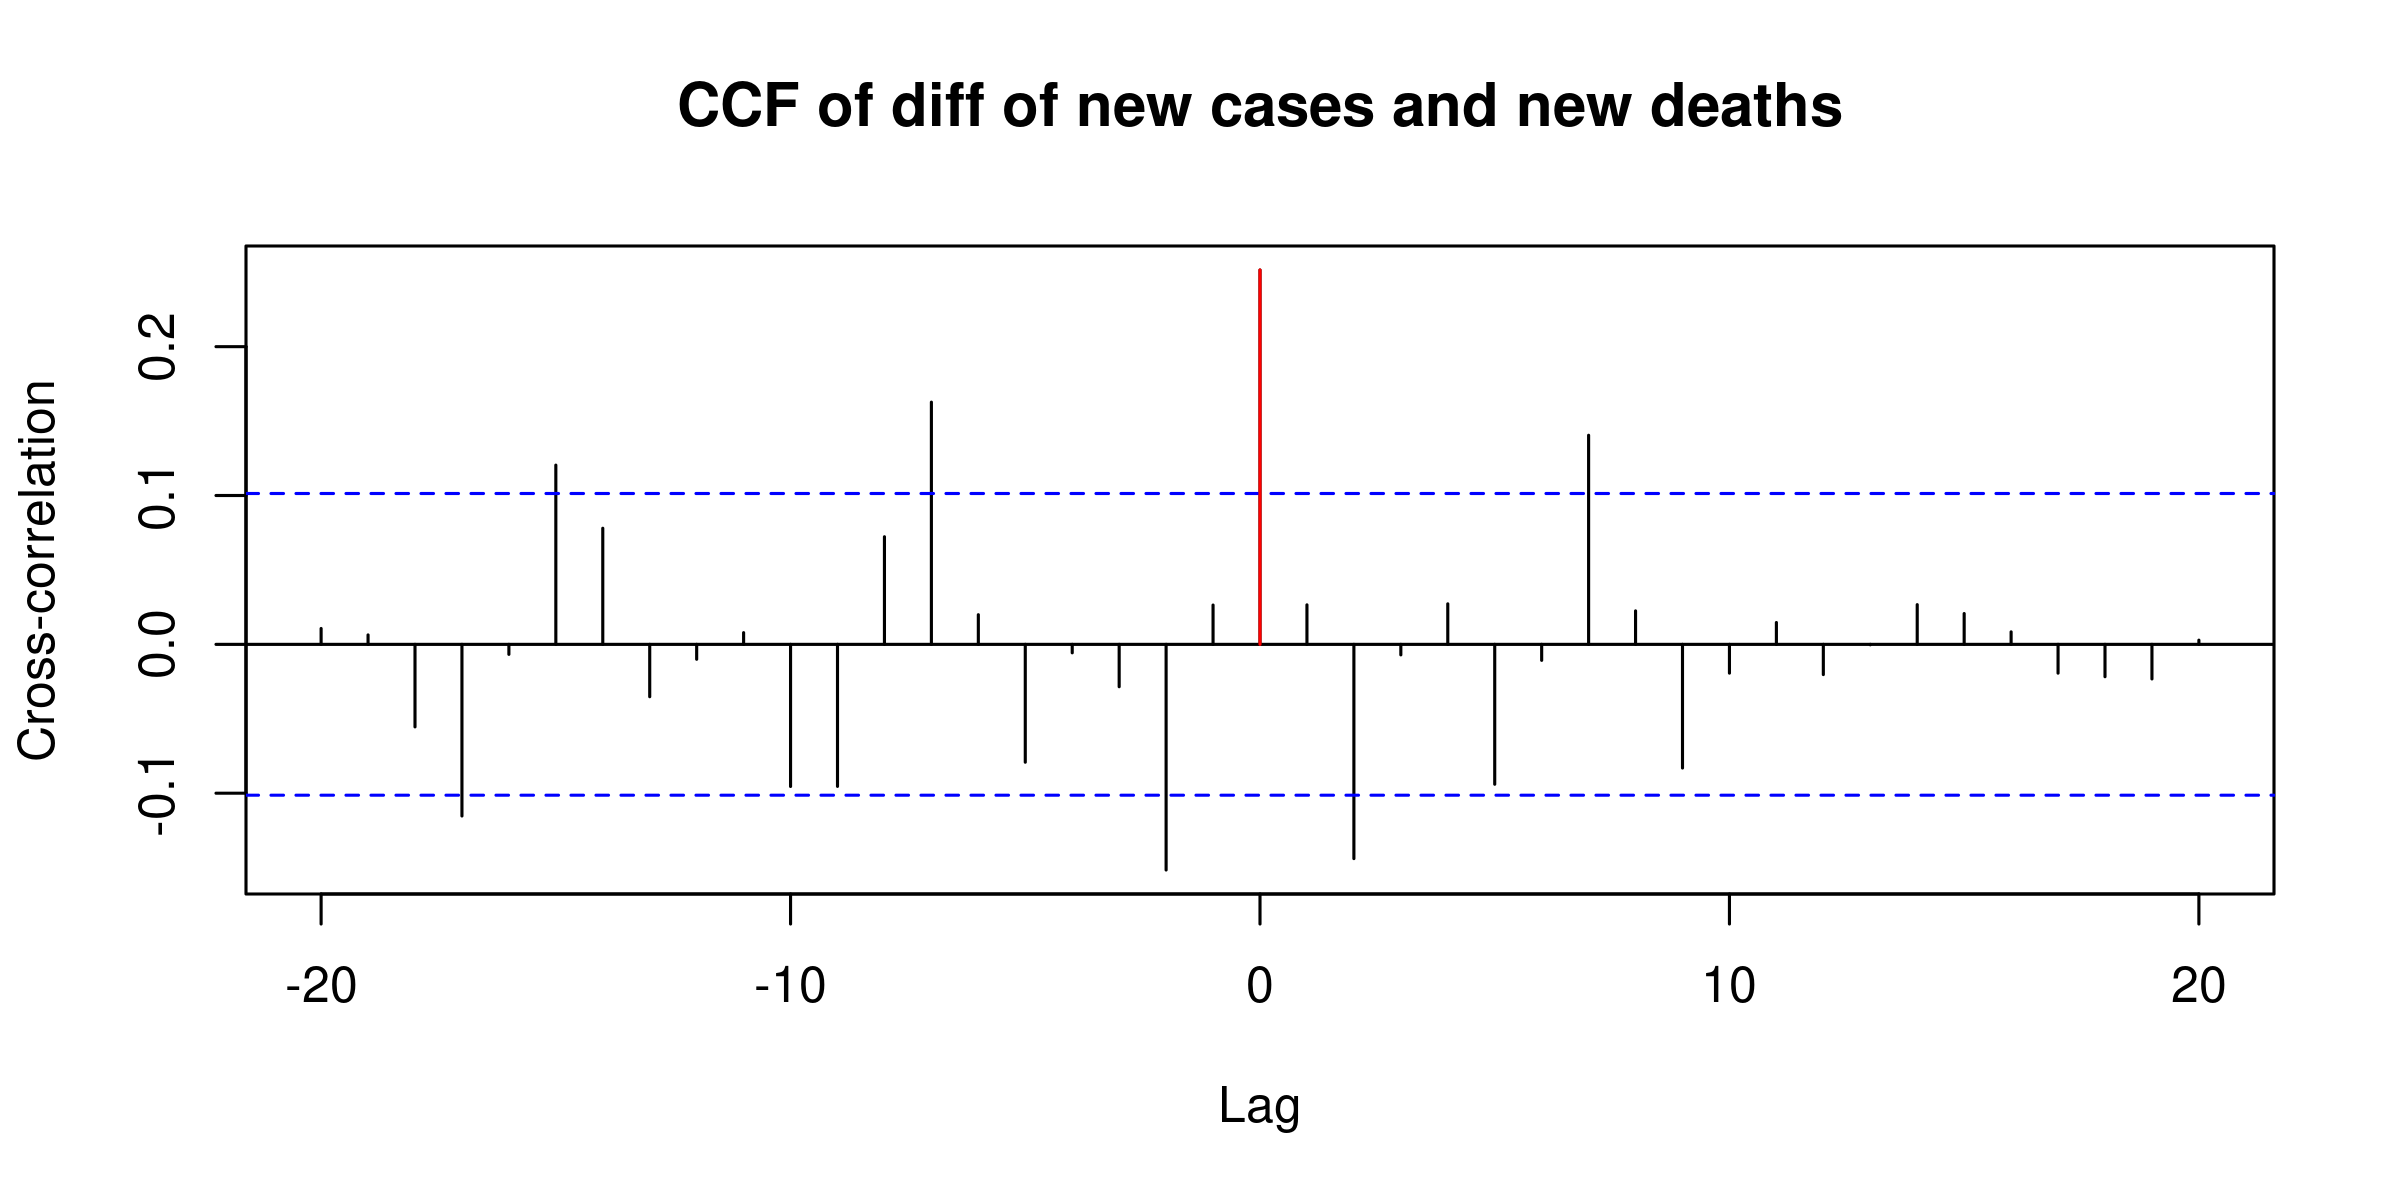 CCF of diff of new cases and new deaths
Cross-correlation
0.2
0.1
0.0
-0.1
-20 -10 0 10 20
Lag